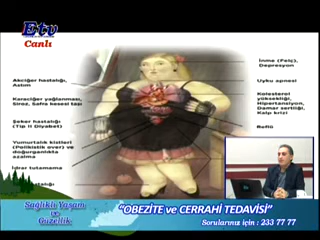 Etv
Canlı
Akciğer hastalığı,
Astım
Karaciğer yağlanması,
Siroz, Safra kesesi taşı
Şeker hastalığı
(Tip II Diyabet)
Yumurtalık kistleri
(Polikistik over) ve
doğurganlıkta
azalma
İdrar tutamama
hastalığı
İnme (Felç),
Depresyon
Uyku apnesi
Kolesterol
yüksekliği,
Hipertansiyon,
Damar sertliği,
Kalp krizi
Reflü
Sağlıklı Yaşam
ve
Güzellik
"OBEZİTE ve CERRAHİ TEDAVİSİ"
Sorularınız için : 233 77 77